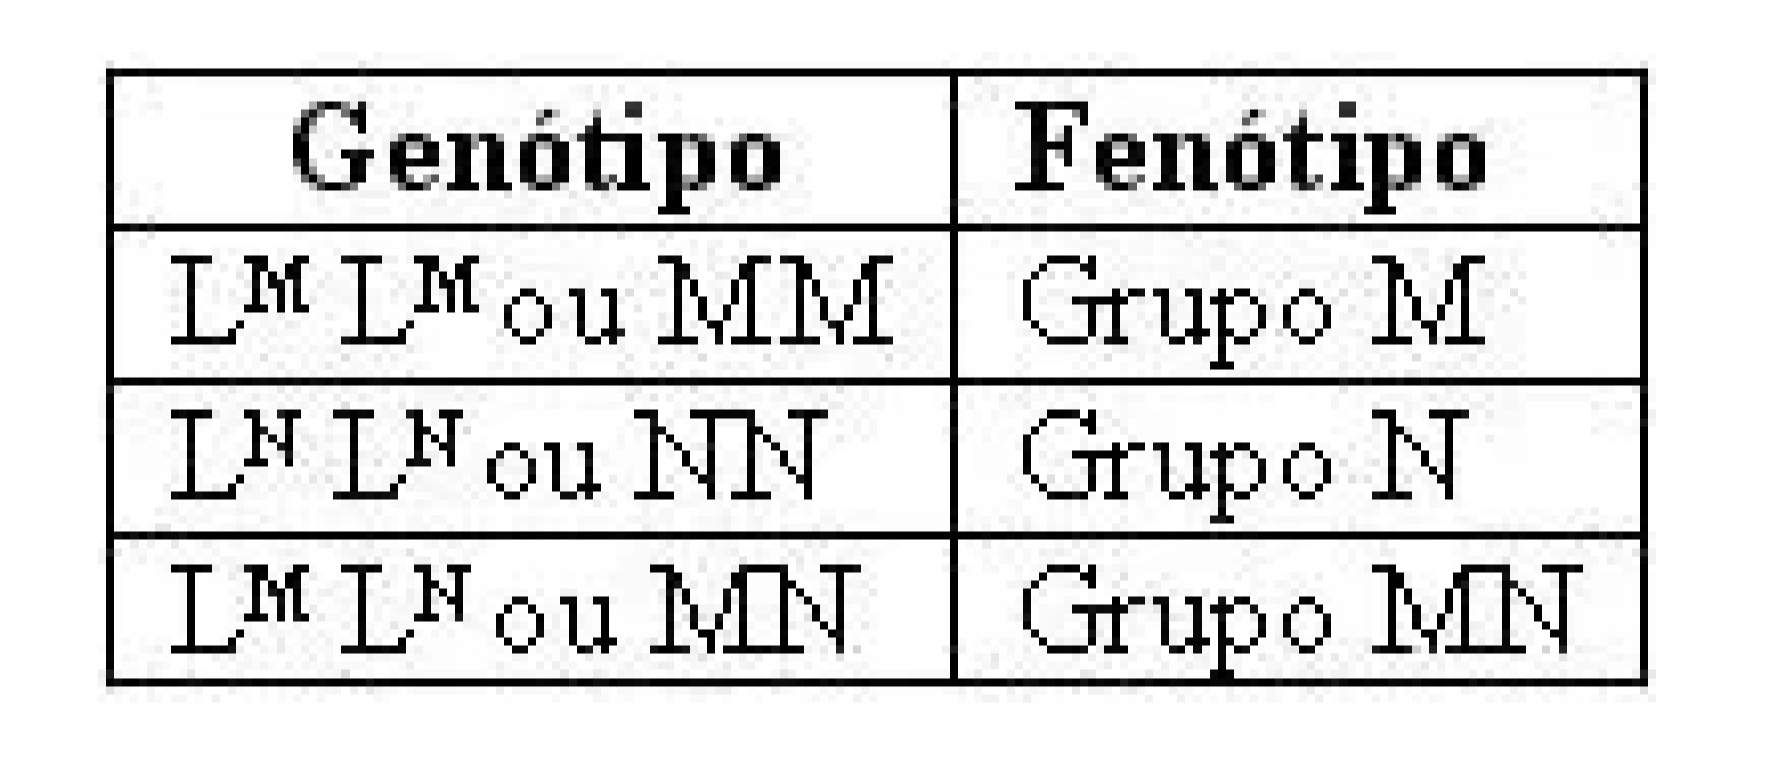 Genótipo Fenótipo
Lᴹ Lᴹ ou MM Grupo M
Lᴺ Lᴺ ou NN Grupo N
Lᴹ Lᴺ ou MN Grupo MN